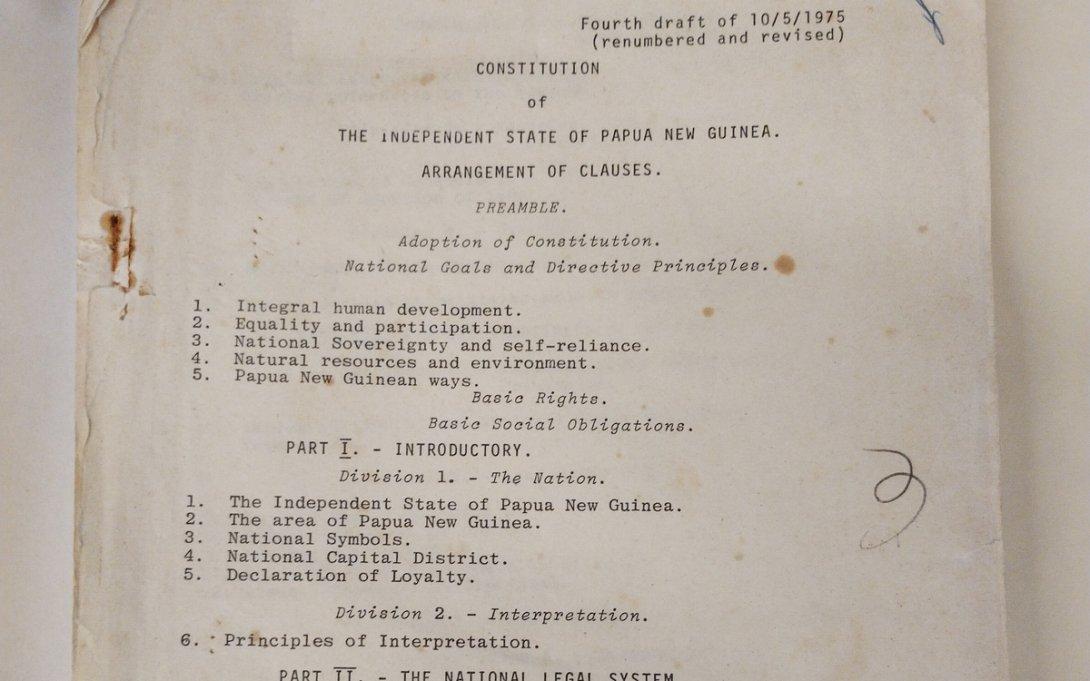 Fourth draft of 10/5/1975
(renumbered and revised)
CONSTITUTION
of
THE INDEPENDENT STATE OF PAPUA NEW GUINEA.
ARRANGEMENT OF CLAUSES.
PREAMBLE.
Adoption of Constitution.
National Goals and Directive Principles.
1. Integral human development.
2. Equality and participation.
3. National Sovereignty and self-reliance.
4. Natural resources and environment.
5. Papua New Guinean ways.
Basic Rights.
Basic Social Obligations.
PART I. - INTRODUCTORY.
Division 1. - The Nation.
1. The Independent State of Papua New Guinea.
2. The area of Papua New Guinea.
3. National Symbols.
4. National Capital District.
5. Declaration of Loyalty.
Division 2. - Interpretation.
6. Principles of Interpretation.
PART II. - THE NATIONAL LEGAL SYSTEM